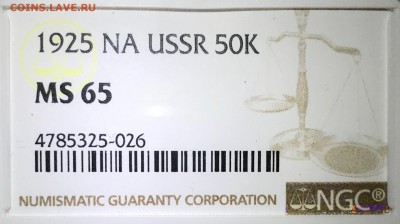 COINS.LAVE.RU
1925 NA USSR 50K
MS 65
4785325-026
NUMISMATIC GUARANTY CORPORATION
NGC®